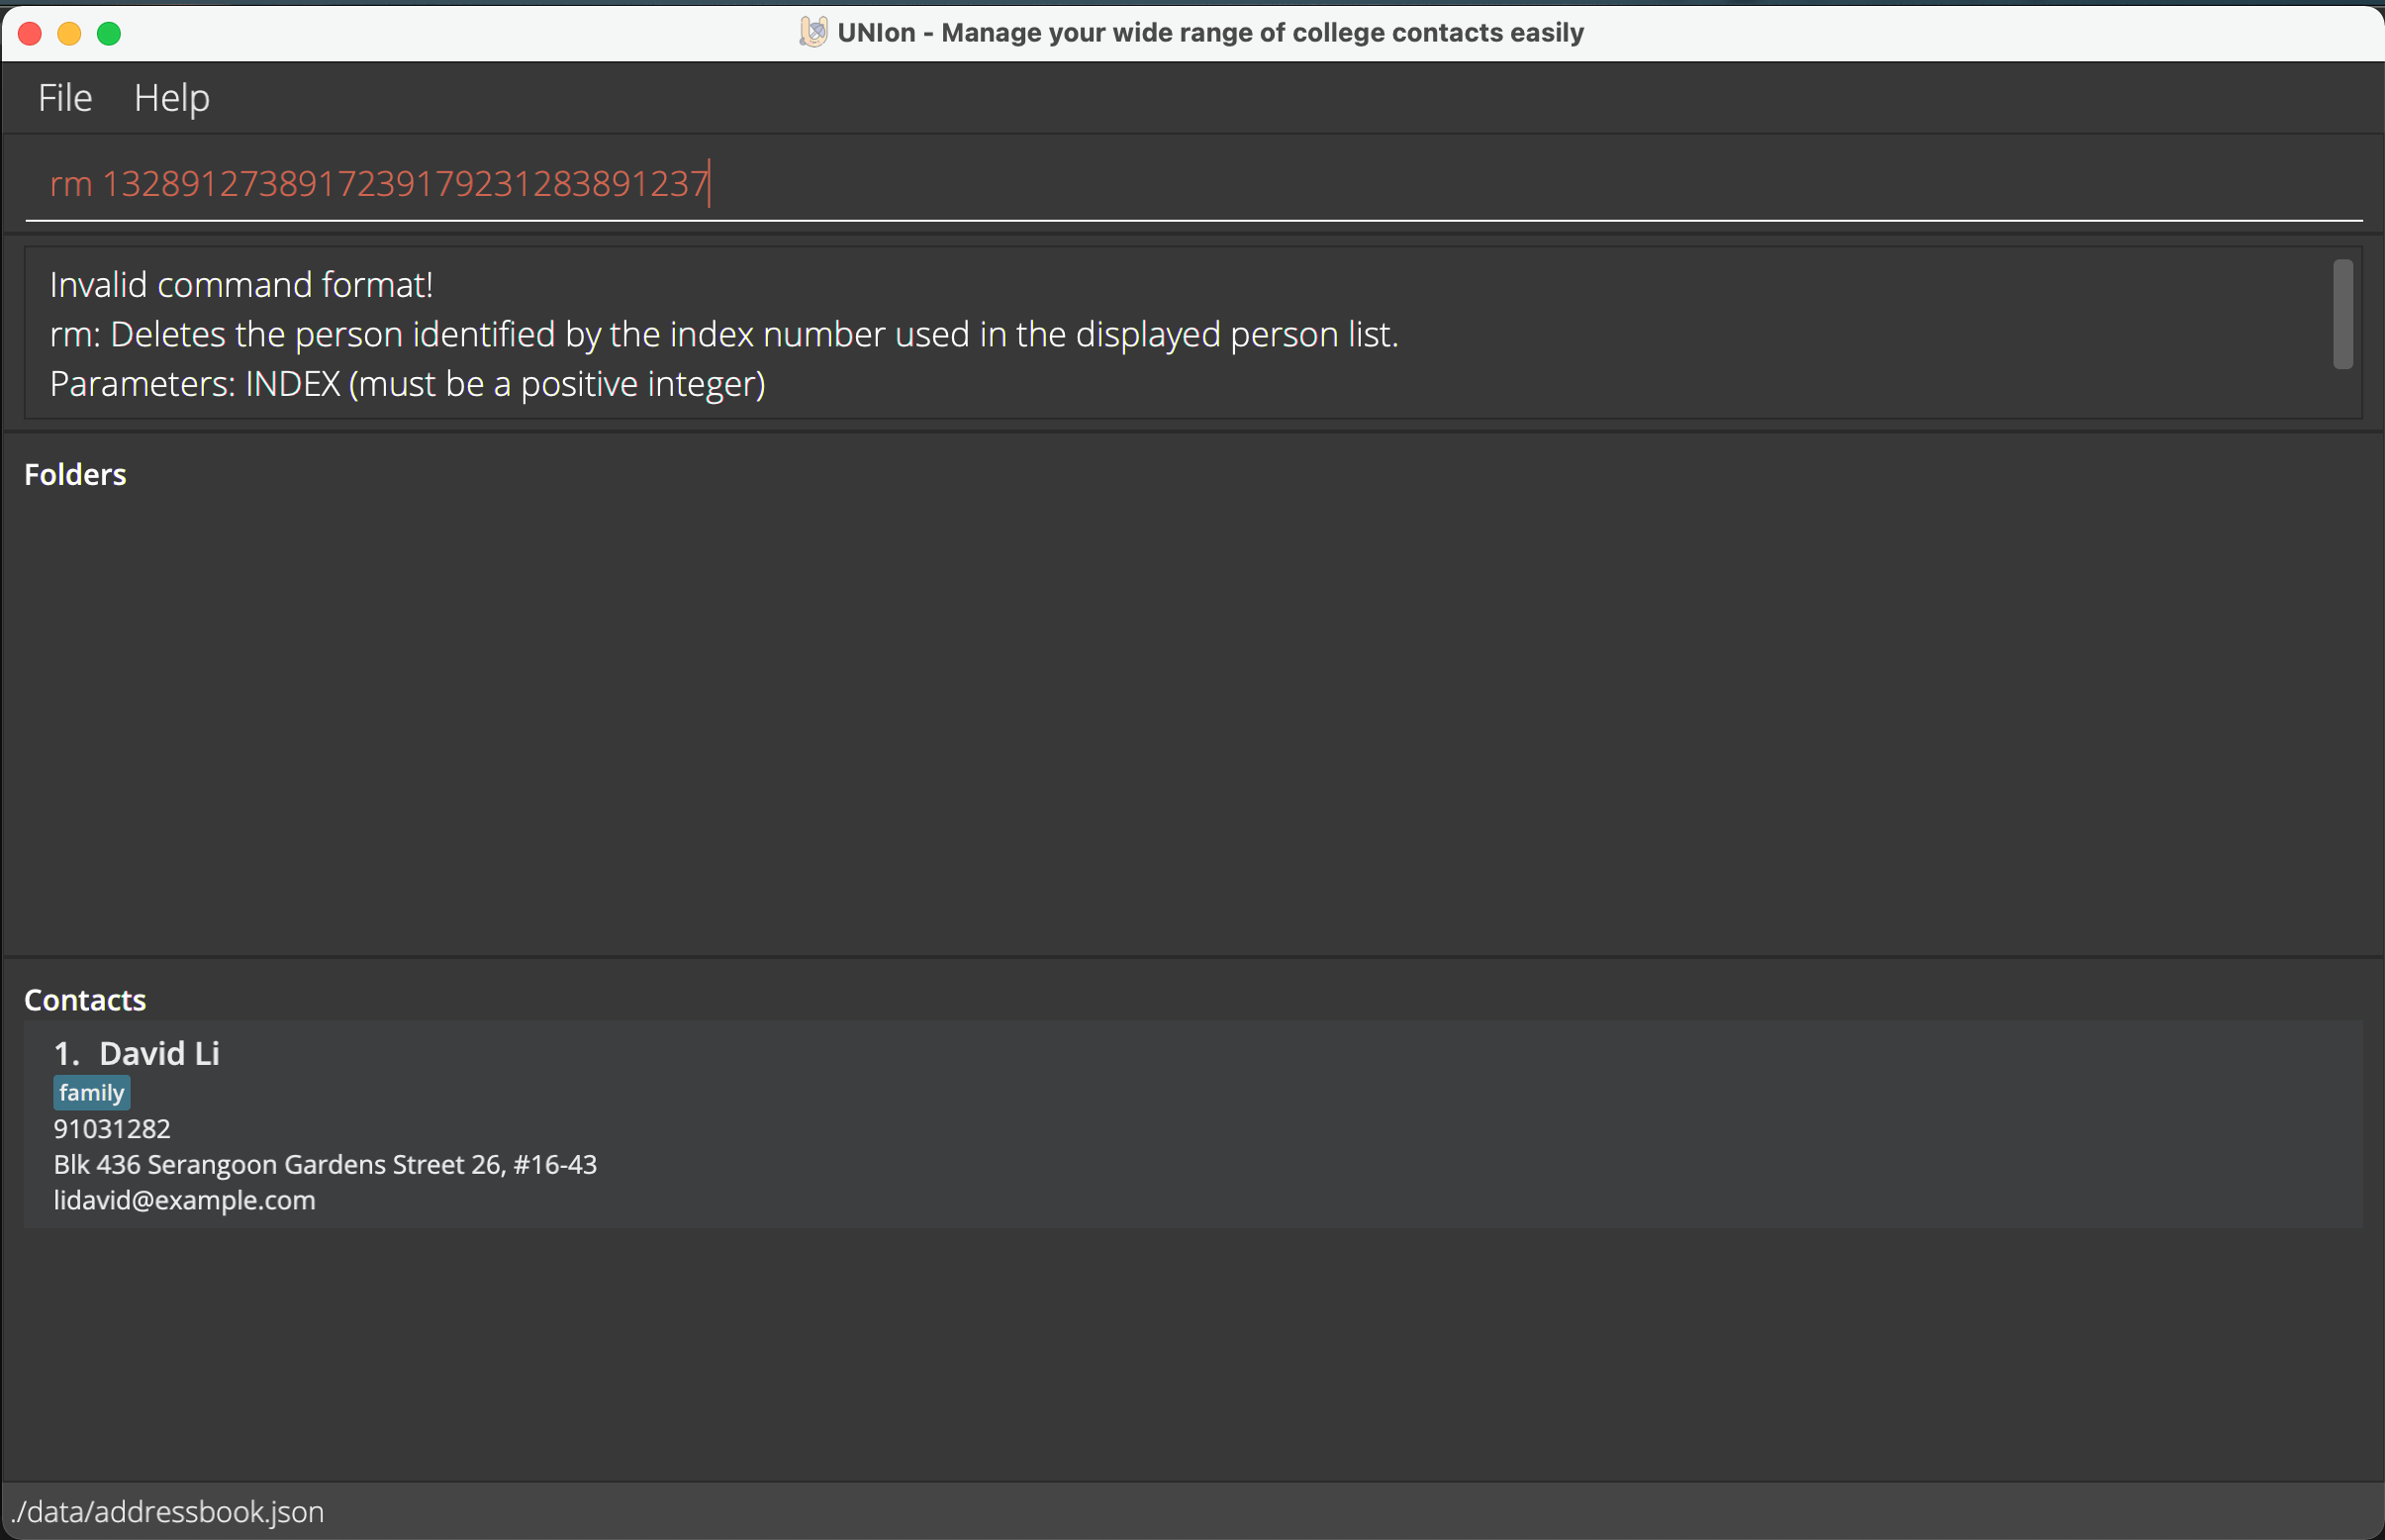 UNIon - Manage your wide range of college contacts easily
File Help
rm 1328912738917239179231283891237
Invalid command format!
rm: Deletes the person identified by the index number used in the displayed person list.
Parameters: INDEX (must be a positive integer)
Folders
Contacts
1. David Li
family
91031282
Blk 436 Serangoon Gardens Street 26, #16-43
lidavid@example.com
./data/addressbook.json